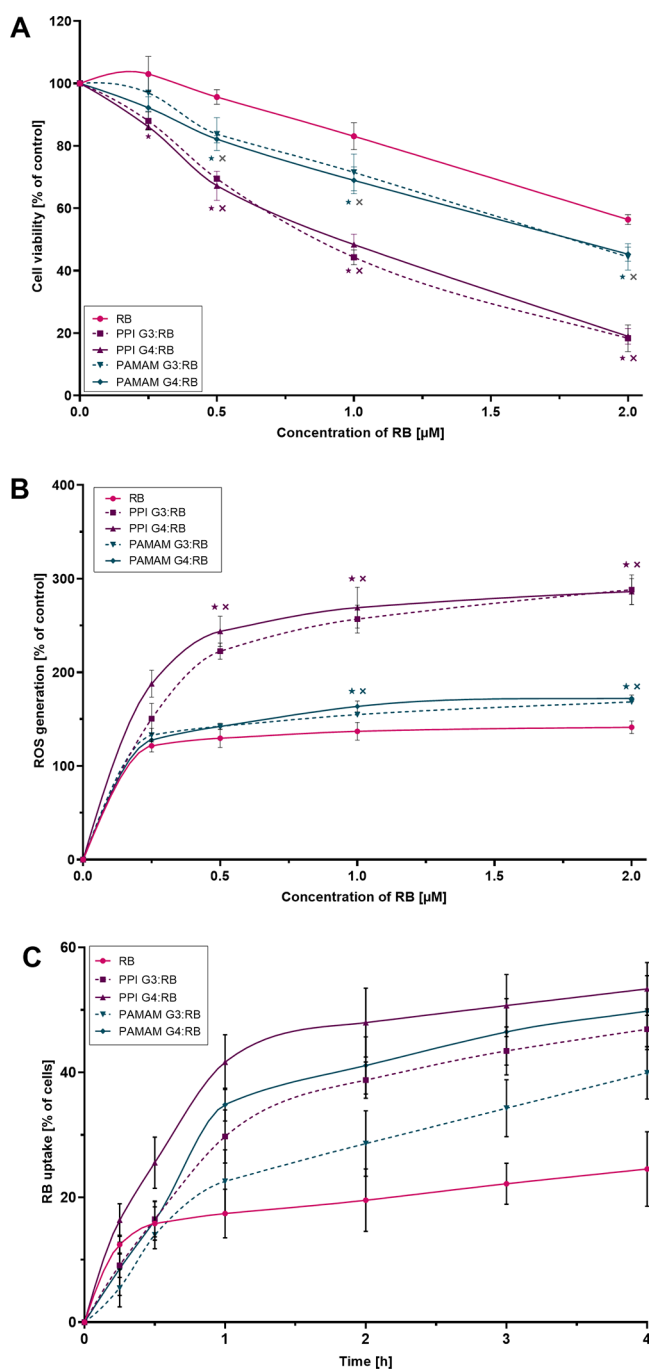 A
Cell viability [% of control]
120
100
80
60
40
20
0
RB
PPI G3:RB
PPI G4:RB
PAMAM G3:RB
PAMAM G4:RB
0.0 0.5 1.0 1.5 2.0
Concentration of RB [µM]
B
ROS generation [% of control]
400
300
200
100
0
RB
PPI G3:RB
PPI G4:RB
PAMAM G3:RB
PAMAM G4:RB
0.0 0.5 1.0 1.5 2.0
Concentration of RB [µM]
C
RB uptake [% of cells]
60
40
20
0
RB
PPI G3:RB
PPI G4:RB
PAMAM G3:RB
PAMAM G4:RB
0 1 2 3 4
Time [h]